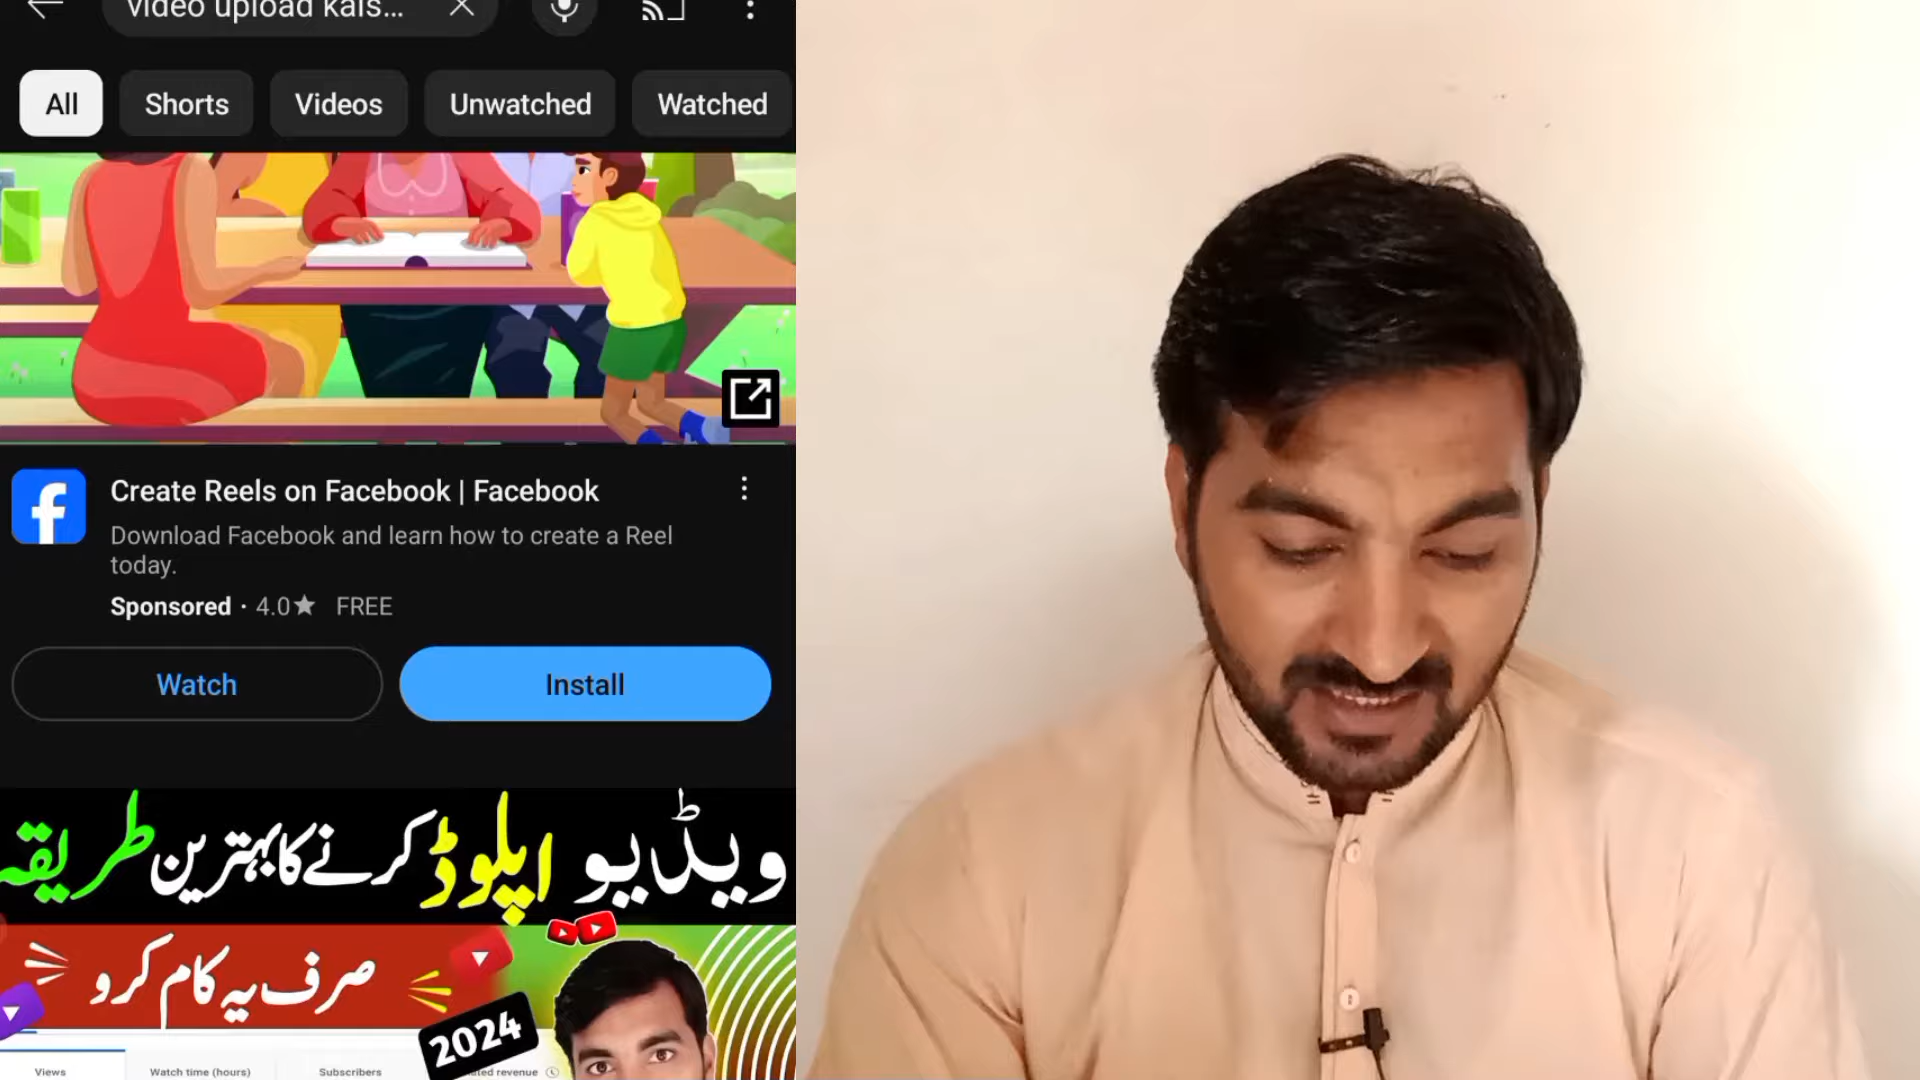 video upload kais...
All Shorts Videos Unwatched Watched
Create Reels on Facebook | Facebook
Download Facebook and learn how to create a Reel
today.
Sponsored · 4.0★ FREE
Watch Install
ویڈیو اپلوڈ کرنے کا بہترین طریقہ
صرف یہ کام کرو
2024
Views Watch time (hours) Subscribers revenue